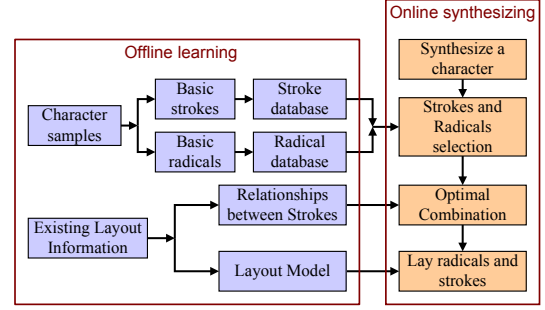 Online synthesizing
Offline learning
Synthesize a
character
Basic
strokes
Stroke
database
Character
samples
Strokes and
Radicals
selection
Basic
radicals
Radical
database
Relationships
between Strokes
Optimal
Combination
Existing Layout
Information
Layout Model
Lay radicals and
strokes